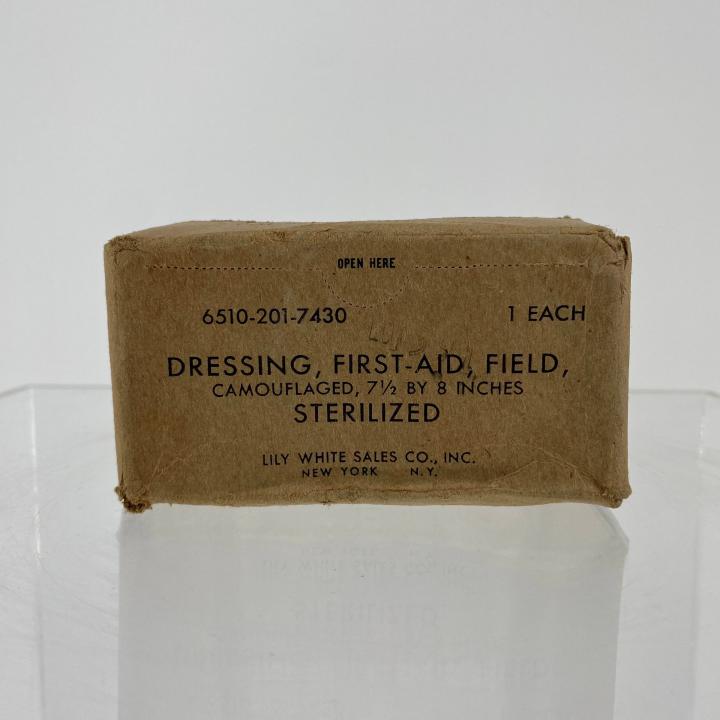 OPEN HERE
6510-201-7430 1 EACH
DRESSING, FIRST-AID, FIELD,
CAMOUFLAGED, 7½ BY 8 INCHES
STERILIZED
LILY WHITE SALES CO., INC.
NEW YORK N.Y.